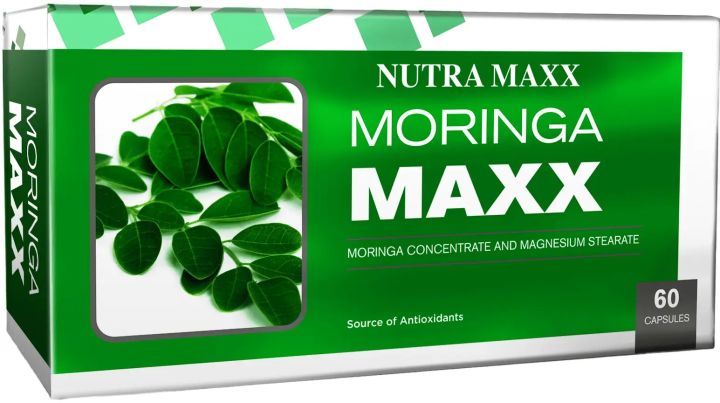 MORINGA
MAXX
NUTRA MAXX
MORINGA
MAXX
MORINGA CONCENTRATE AND MAGNESIUM STEARATE
Source of Antioxidants
60
CAPSULES